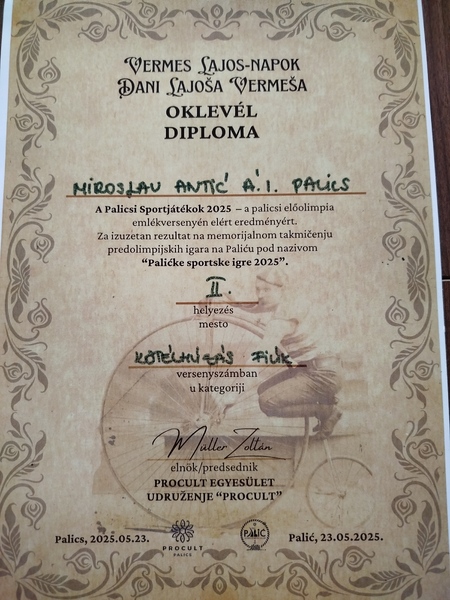 VERMES LAJOS-NAPOK
DANI LAJOŠA VERMEŠA
OKLEVÉL
DIPLOMA
MIROSLAV ANTIĆ Á.I. PALICS
A Palicsi Sportjátékok 2025 – a palicsi előolimpia
emlékversenyén elért eredményért.
Za izuzetan rezultat na memorijalnom takmičenju
predolimpijskih igara na Paliću pod nazivom
“Palićke sportske igre 2025”.
II.
helyezés
mesto
KÖTÉLHÚZÁS FIÚK
versenyszámban
u kategoriji
Müller Zoltán
elnök/predsednik
PROCULT EGYESÜLET
UDRUŽENJE “PROCULT”
Palics, 2025.05.23.
PROCULT
PALICS
PALIĆ
Palić, 23.05.2025.